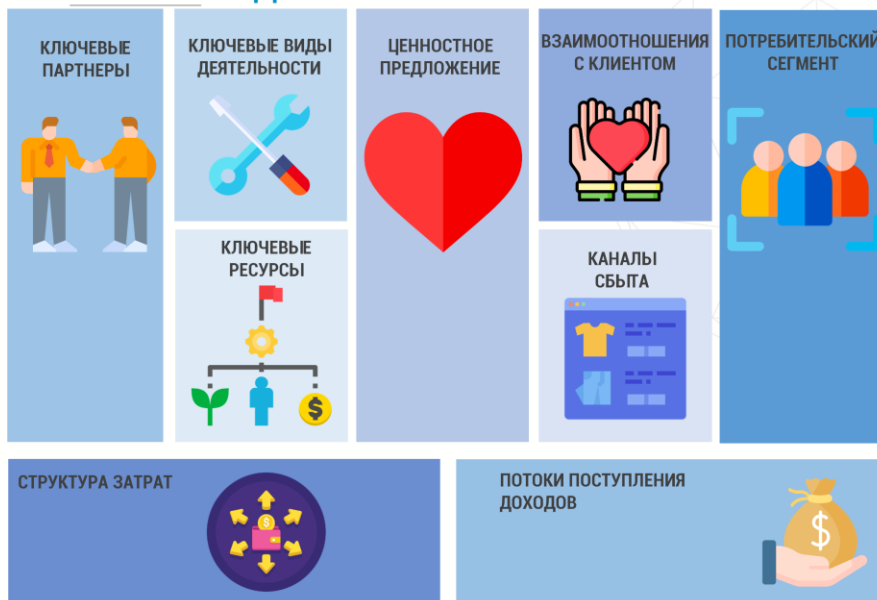 КЛЮЧЕВЫЕ
ПАРТНЕРЫ
КЛЮЧЕВЫЕ ВИДЫ
ДЕЯТЕЛЬНОСТИ
КЛЮЧЕВЫЕ
РЕСУРСЫ
ЦЕННОСТНОЕ
ПРЕДЛОЖЕНИЕ
ВЗАИМООТНОШЕНИЯ
С КЛИЕНТОМ
КАНАЛЫ
СБЫТА
ПОТРЕБИТЕЛЬСКИЙ
СЕГМЕНТ
СТРУКТУРА ЗАТРАТ
ПОТОКИ ПОСТУПЛЕНИЯ
ДОХОДОВ